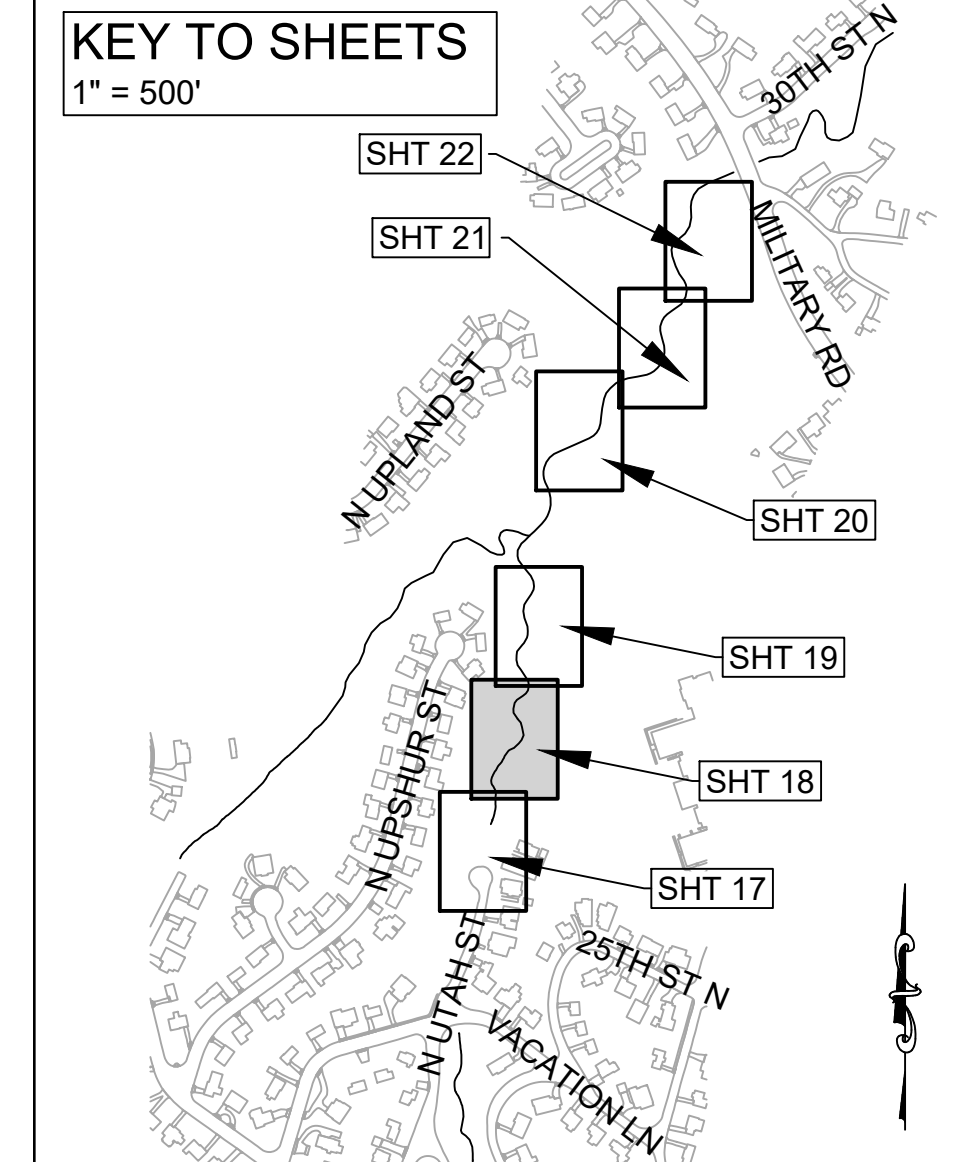 KEY TO SHEETS
1" = 500'
30TH ST N
SHT 22
SHT 21
MILITARY RD
N UPLAND ST
SHT 20
SHT 19
N UPSHUR ST
SHT 18
SHT 17
25TH ST N
N UTAH ST
VACATION LN